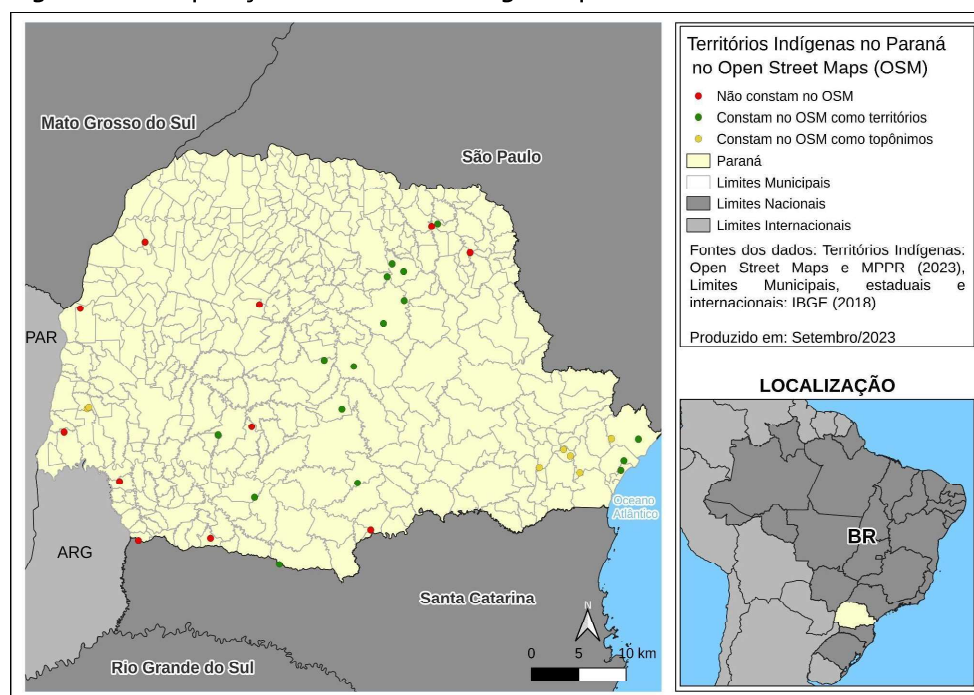 Mato Grosso do Sul
São Paulo
PAR
ARG
Oceano
Atlântico
Santa Catarina
Rio Grande do Sul
N
0 5 10 km
Territórios Indígenas no Paraná
no Open Street Maps (OSM)
Não constam no OSM
Constam no OSM como territórios
Constam no OSM como topônimos
Paraná
Limites Municipais
Limites Nacionais
Limites Internacionais
Fontes dos dados: Territórios Indígenas:
Open Street Maps e MPPR (2023),
Limites Municipais, estaduais e
internacionais: IBGE (2018)
Produzido em: Setembro/2023
LOCALIZAÇÃO
BR